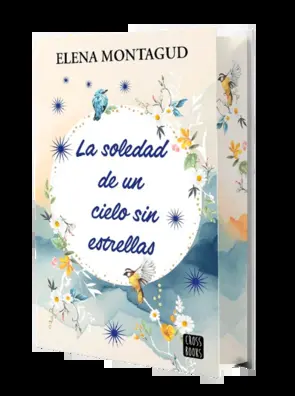 ELENA MONTAGUD
La soledad
de un
cielo sin
estrellas
CROSS
BOOKS